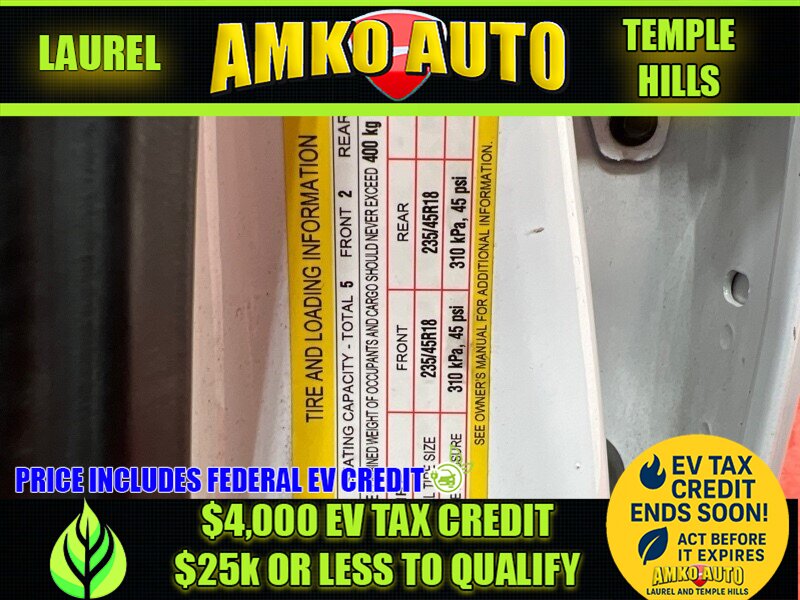 LAUREL
AMKO AUTO
TEMPLE
HILLS
TIRE AND LOADING INFORMATION
ATING CAPACITY - TOTAL 5 FRONT 2 REAR
INED WEIGHT OF OCCUPANTS AND CARGO SHOULD NEVER EXCEED 400 kg
FRONT REAR
TIRE SIZE 235/45R18 235/45R18
SURE 310 kPa, 45 psi 310 kPa, 45 psi
SEE OWNER'S MANUAL FOR ADDITIONAL INFORMATION.
PRICE INCLUDES FEDERAL EV CREDIT
$4,000 EV TAX CREDIT
$25k OR LESS TO QUALIFY
EV TAX
CREDIT
ENDS SOON!
ACT BEFORE
IT EXPIRES
AMKO AUTO
LAUREL AND TEMPLE HILLS